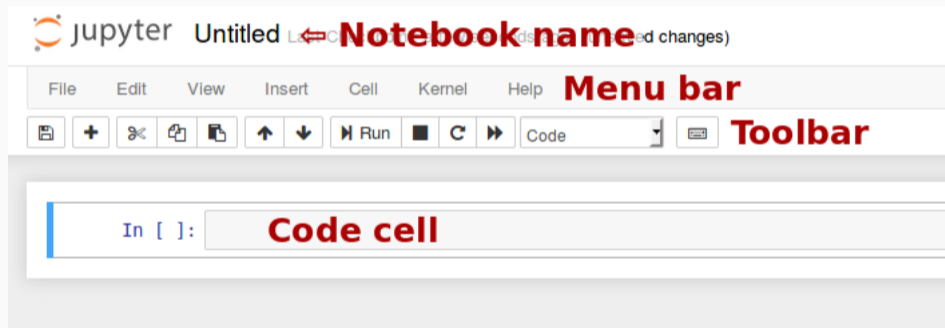 jupyter Untitled ⇐ Notebook name d changes)
File Edit View Insert Cell Kernel Help Menu bar
Run Code Toolbar
In [ ]: Code cell